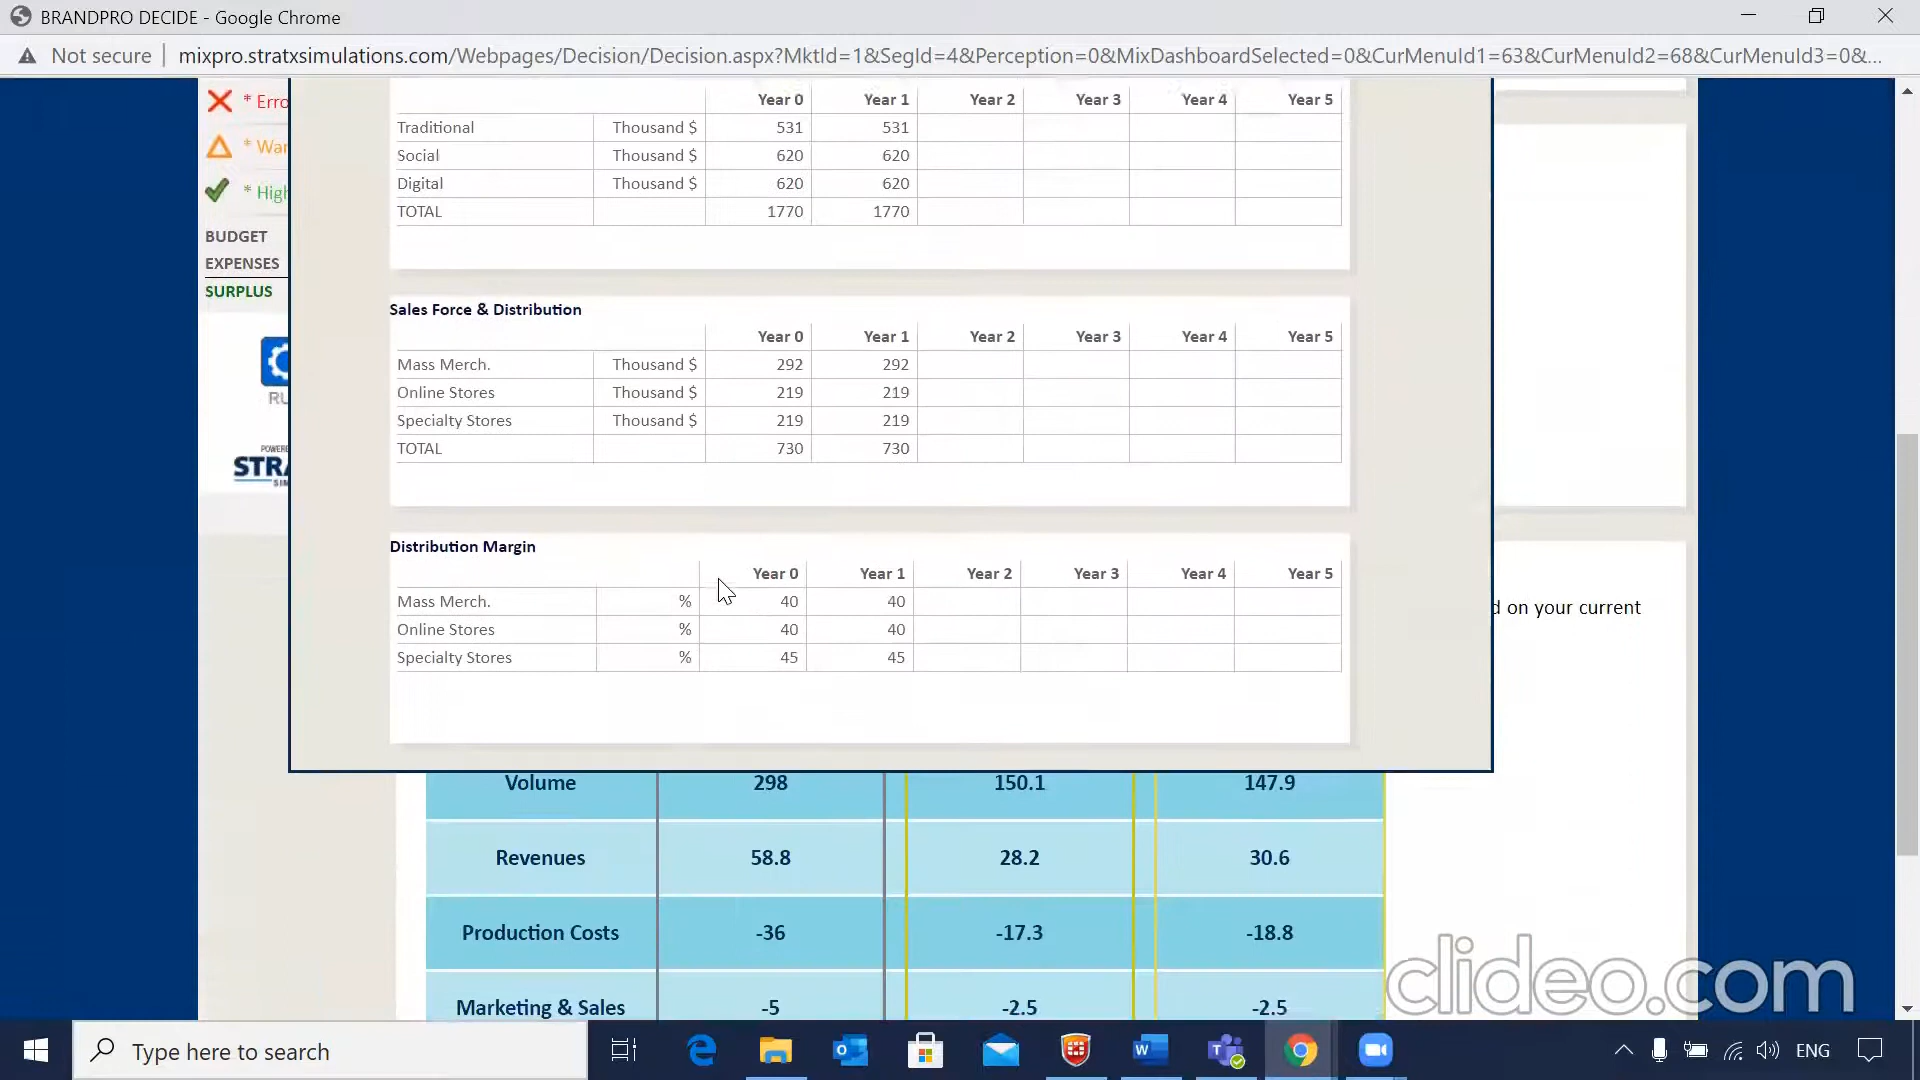 BRANDPRO DECIDE - Google Chrome
Not secure mixpro.stratxsimulations.com/Webpages/Decision/Decision.aspx?MktId=1&SegId=4&Perception=0&MixDashboardSelected=0&CurMenuId1=63&CurMenuId2=68&CurMenuId3=0&...
* Erro
* War
* High
BUDGET
EXPENSES
SURPLUS
RU
POWERE
STRA
SIM
Year 0 Year 1 Year 2 Year 3 Year 4 Year 5
Traditional Thousand $ 531 531
Social Thousand $ 620 620
Digital Thousand $ 620 620
TOTAL 1770 1770
Sales Force & Distribution
Year 0 Year 1 Year 2 Year 3 Year 4 Year 5
Mass Merch. Thousand $ 292 292
Online Stores Thousand $ 219 219
Specialty Stores Thousand $ 219 219
TOTAL 730 730
Distribution Margin
Year 0 Year 1 Year 2 Year 3 Year 4 Year 5
Mass Merch. % 40 40
Online Stores % 40 40
Specialty Stores % 45 45
d on your current
Volume 298 150.1 147.9
Revenues 58.8 28.2 30.6
Production Costs -36 -17.3 -18.8
Marketing & Sales -5 -2.5 -2.5
clideo.com
Type here to search
ENG